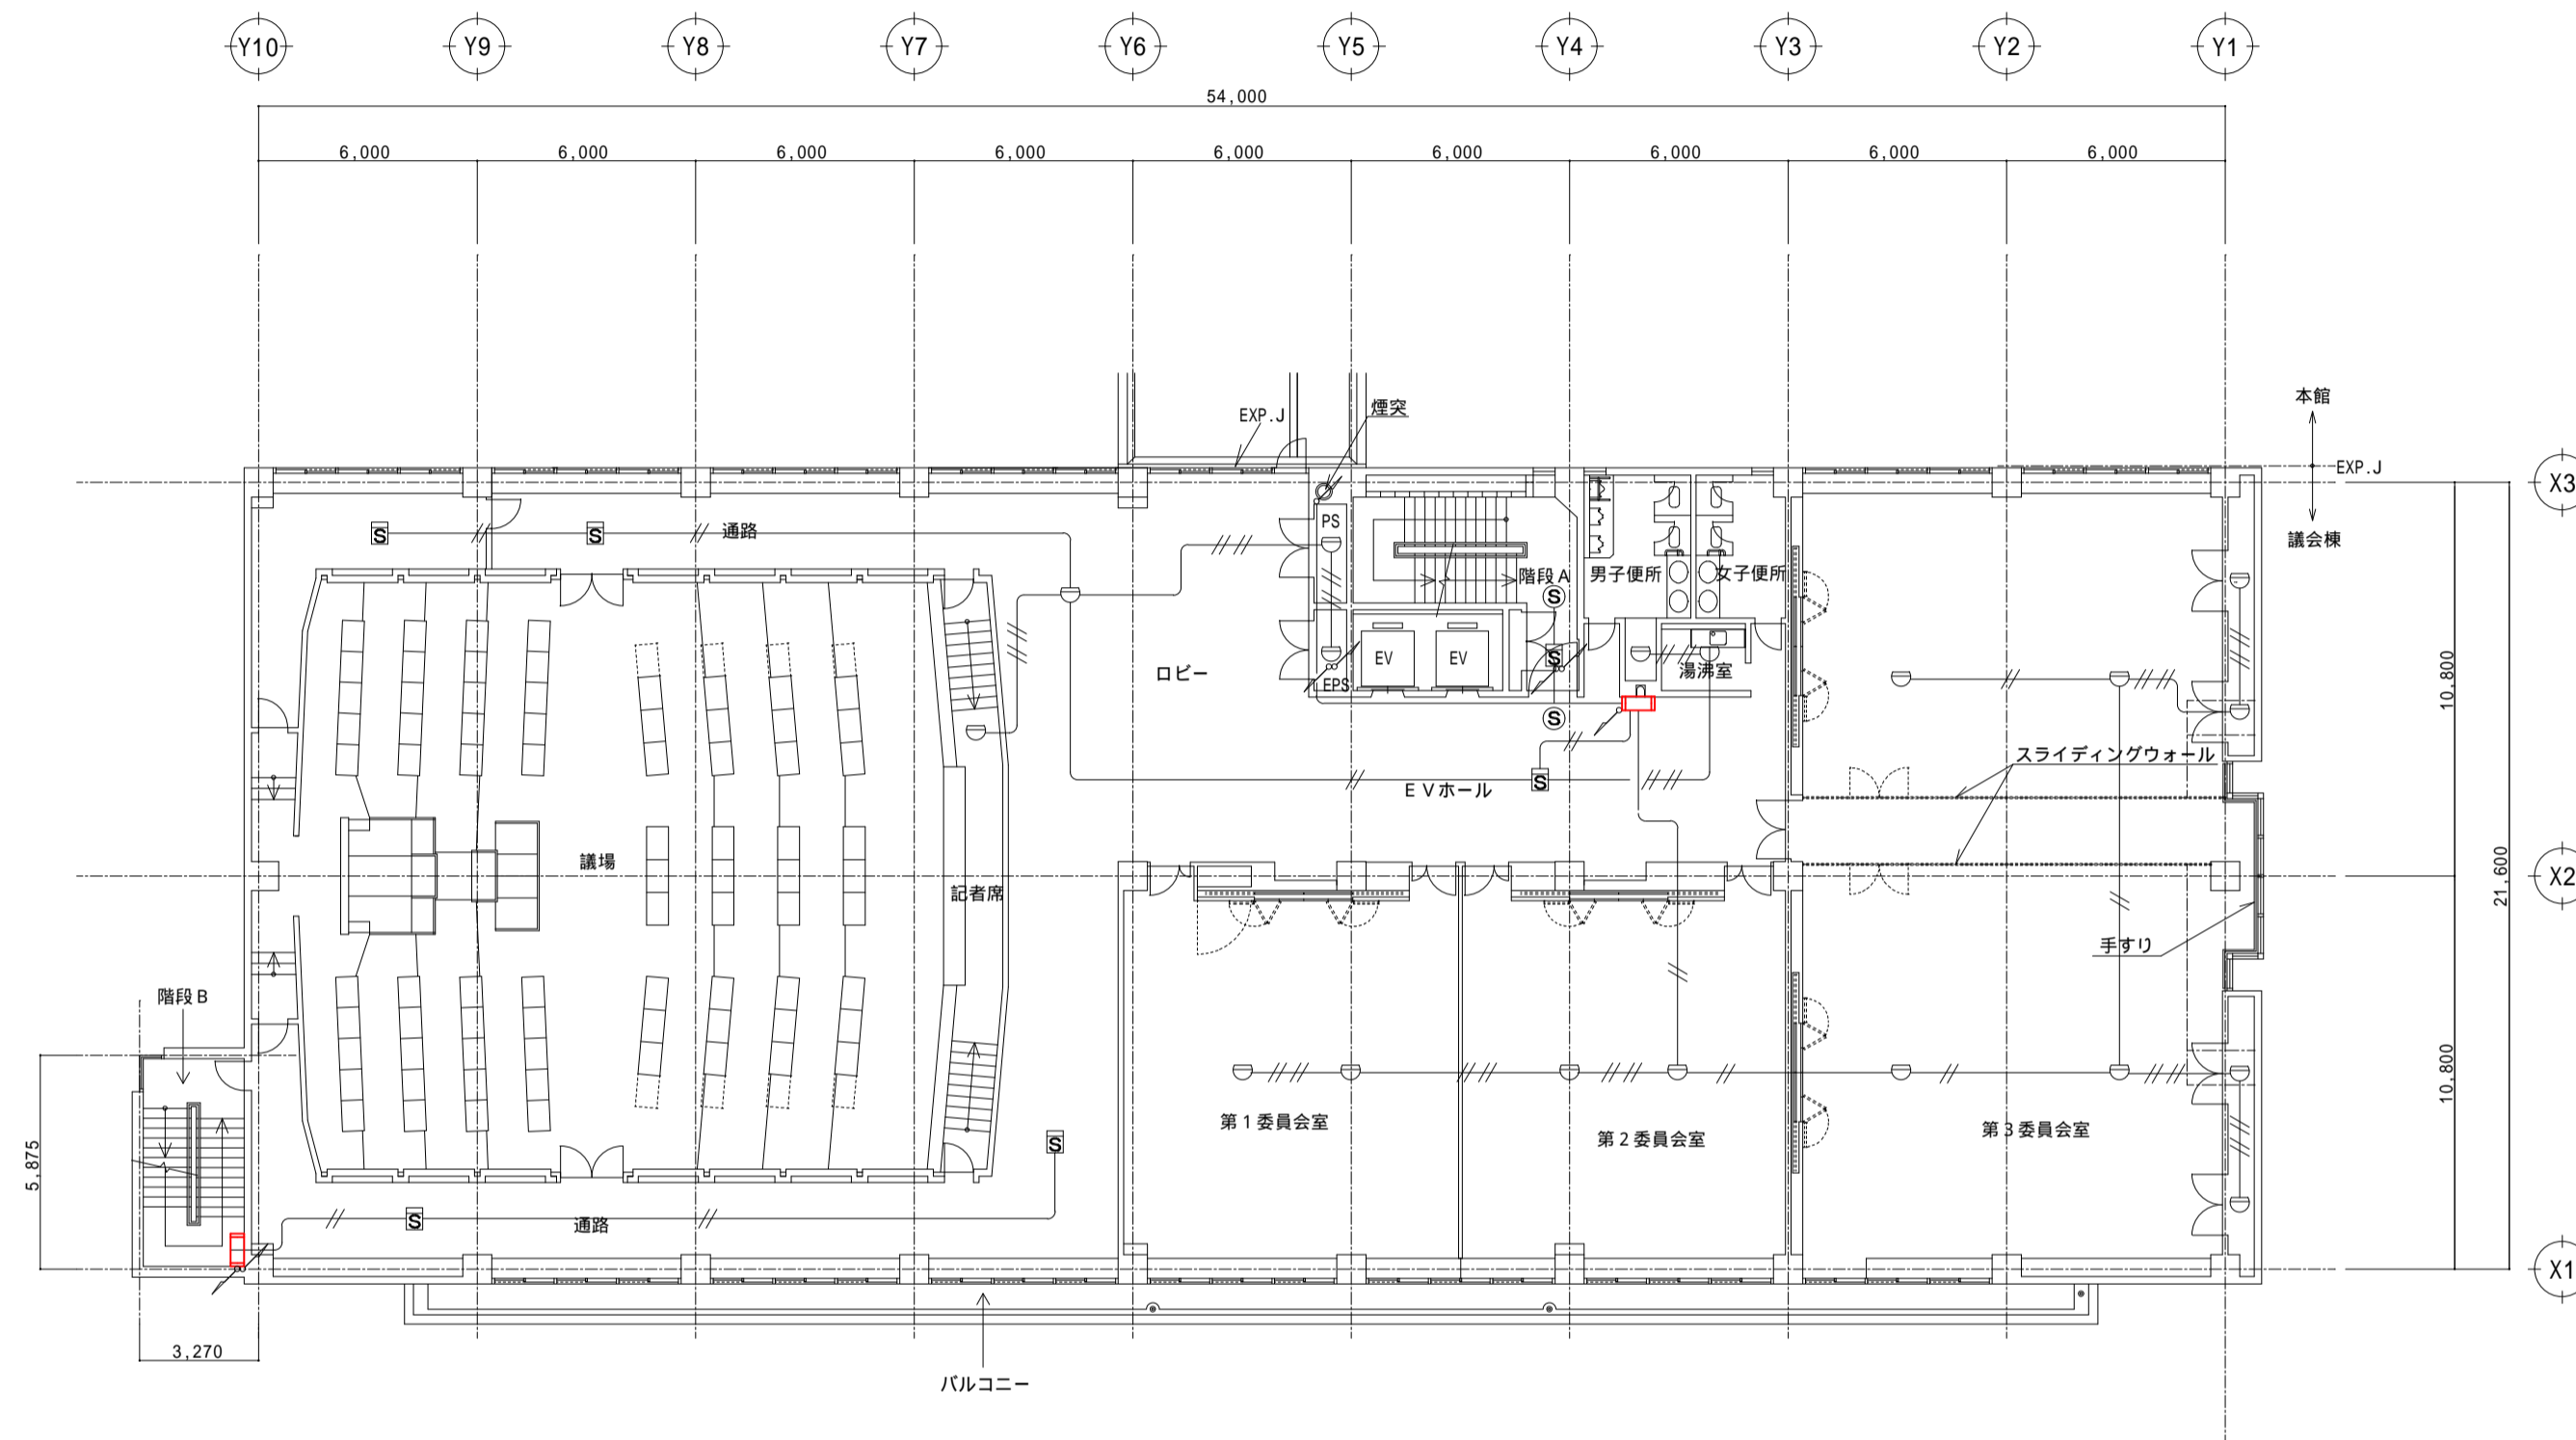 Y10 Y9 Y8 Y7 Y6 Y5 Y4 Y3 Y2 Y1
54,000
6,000 6,000 6,000 6,000 6,000 6,000 6,000 6,000 6,000
本館
EXP.J
煙突
EXP.J
X3
議会棟
PS
S
S
通路
階段A
男子便所
女子便所
S
S
EV
EV
ロビー
EPS
湯沸室
10,800
S
スライディングウォール
S
EVホール
議場
記者席
X2
21,600
手すり
階段B
10,800
第1委員会室
第2委員会室
第3委員会室
S
5,875
S
通路
X1
3,270
バルコニー